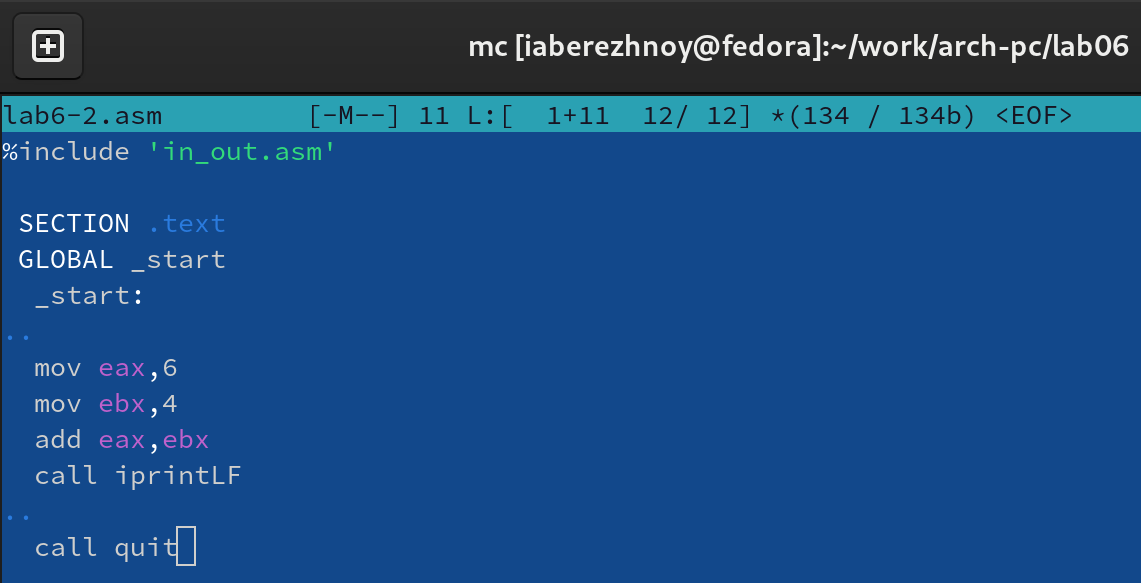 mc [iaberezhnoy@fedora]:~/work/arch-pc/lab06
lab6-2.asm         [-M--] 11 L:[  1+11  12/ 12] *(134 / 134b) <EOF>
%include 'in_out.asm'

 SECTION .text
 GLOBAL _start
  _start:
..
  mov eax,6
  mov ebx,4
  add eax,ebx
  call iprintLF
..
  call quit